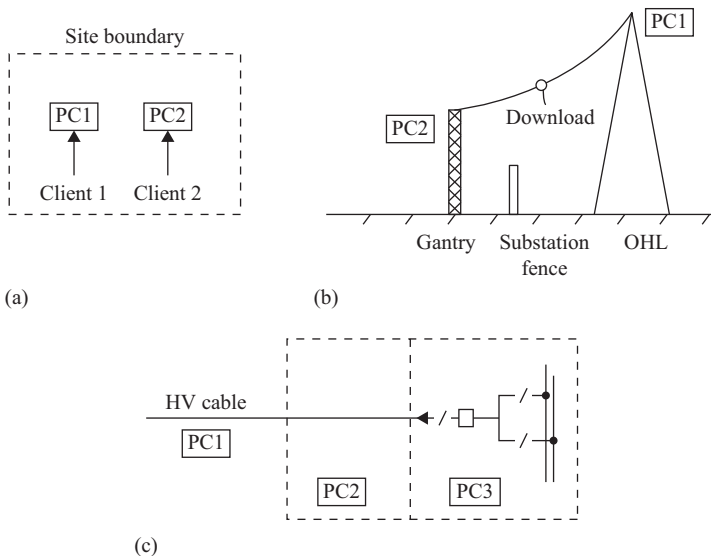 Site boundary
PC1
PC2
Client 1
Client 2
(a)
PC1
PC2
Download
Gantry
Substation
fence
OHL
(b)
HV cable
PC1
PC2
PC3
(c)